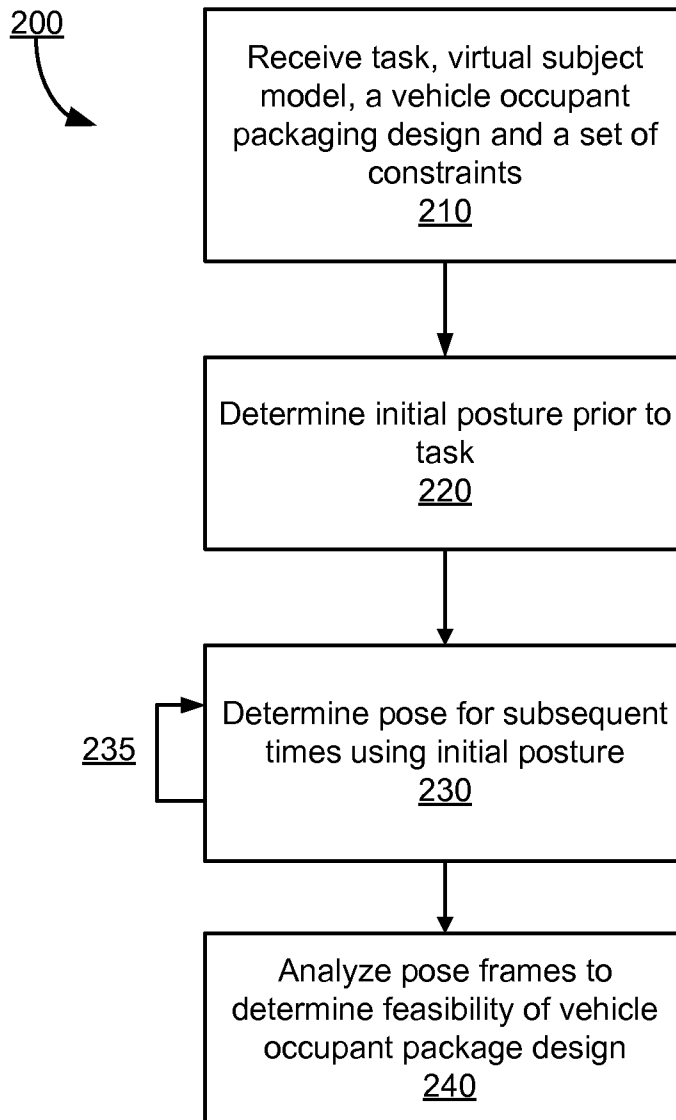 200
Receive task, virtual subject
model, a vehicle occupant
packaging design and a set of
constraints
210
Determine initial posture prior to
task
220
235
Determine pose for subsequent
times using initial posture
230
Analyze pose frames to
determine feasibility of vehicle
occupant package design
240